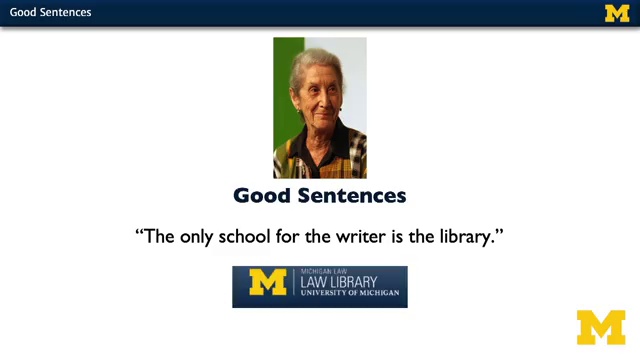 Good Sentences
M
Good Sentences
“The only school for the writer is the library.”
M
MICHIGAN LAW
LAW LIBRARY
UNIVERSITY OF MICHIGAN
M